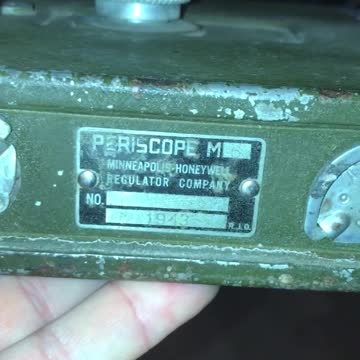 PERISCOPE M
MINNEAPOLIS-HONEYWELL
REGULATOR COMPANY
NO.
1943
R.I.D.